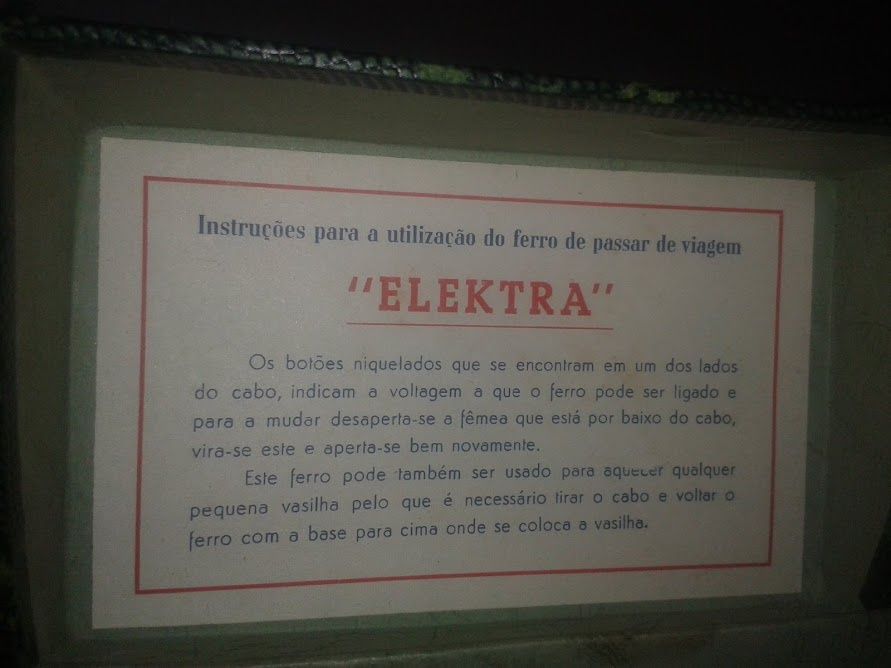 Instruções para a utilização do ferro de passar de viagem
"ELEKTRA"
Os botões niquelados que se encontram em um dos lados
do cabo, indicam a voltagem a que o ferro pode ser ligado e
para a mudar desaperta-se a fêmea que está por baixo do cabo,
vira-se este e aperta-se bem novamente.
Este ferro pode também ser usado para aquecer qualquer
pequena vasilha pelo que é necessário tirar o cabo e voltar o
ferro com a base para cima onde se coloca a vasilha.